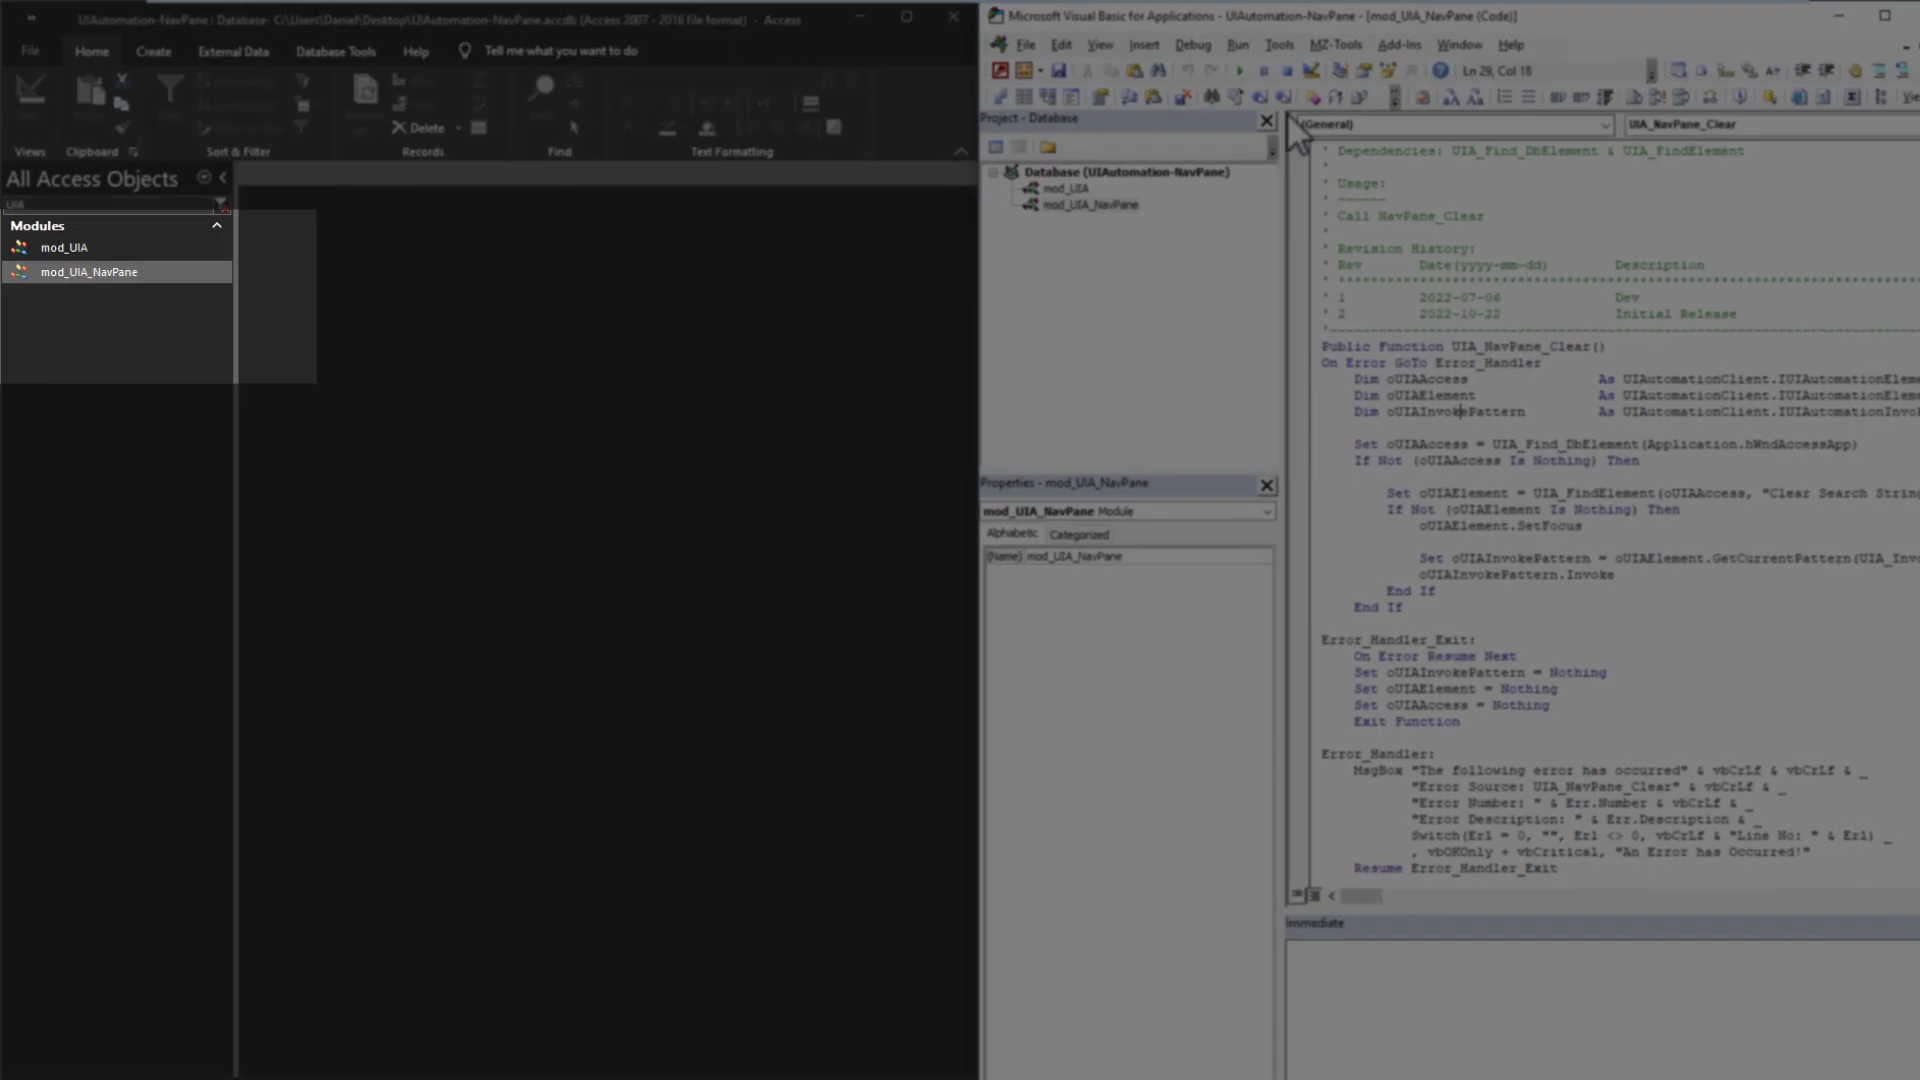 UIAutomation-NavPane : Database- C:\Users\Daniel\Desktop\UIAutomation-NavPane.accdb (Access 2007 - 2016 file format) - Access
File Home Create External Data Database Tools Help Tell me what you want to do
Delete
Views Clipboard Sort & Filter Records Find Text Formatting
All Access Objects
UIA
Modules
mod_UIA
mod_UIA_NavPane
Microsoft Visual Basic for Applications - UIAutomation-NavPane - [mod_UIA_NavPane (Code)]
File Edit View Insert Debug Run Tools MZ-Tools Add-Ins Window Help
Ln 29, Col 18
Project - Database
Database (UIAutomation-NavPane)
mod_UIA
mod_UIA_NavPane
Properties - mod_UIA_NavPane
mod_UIA_NavPane Module
Alphabetic Categorized
(Name) mod_UIA_NavPane
(General) UIA_NavPane_Clear
' Dependencies: UIA_Find_DbElement & UIA_FindElement
'
' Usage:
' ~~~~~~
' Call NavPane_Clear
'
' Revision History:
' Rev Date(yyyy-mm-dd) Description
' 1 2022-07-06 Dev
' 2 2022-10-22 Initial Release
Public Function UIA_NavPane_Clear()
On Error GoTo Error_Handler
Dim oUIAAccess As UIAutomationClient.IUIAutomationEleme
Dim oUIAElement As UIAutomationClient.IUIAutomationEleme
Dim oUIAInvokePattern As UIAutomationClient.IUIAutomationInvok
Set oUIAAccess = UIA_Find_DbElement(Application.hWndAccessApp)
If Not (oUIAAccess Is Nothing) Then
Set oUIAElement = UIA_FindElement(oUIAAccess, "Clear Search String
If Not (oUIAElement Is Nothing) Then
oUIAElement.SetFocus
Set oUIAInvokePattern = oUIAElement.GetCurrentPattern(UIA_Invo
oUIAInvokePattern.Invoke
End If
End If
Error_Handler_Exit:
On Error Resume Next
Set oUIAInvokePattern = Nothing
Set oUIAElement = Nothing
Set oUIAAccess = Nothing
Exit Function
Error_Handler:
MsgBox "The following error has occurred" & vbCrLf & vbCrLf & _
"Error Source: UIA_NavPane_Clear" & vbCrLf & _
"Error Number: " & Err.Number & vbCrLf & _
"Error Description: " & Err.Description & _
Switch(Erl = 0, "", Erl <> 0, vbCrLf & "Line No: " & Erl) _
, vbOKOnly + vbCritical, "An Error has Occurred!"
Resume Error_Handler_Exit
Immediate